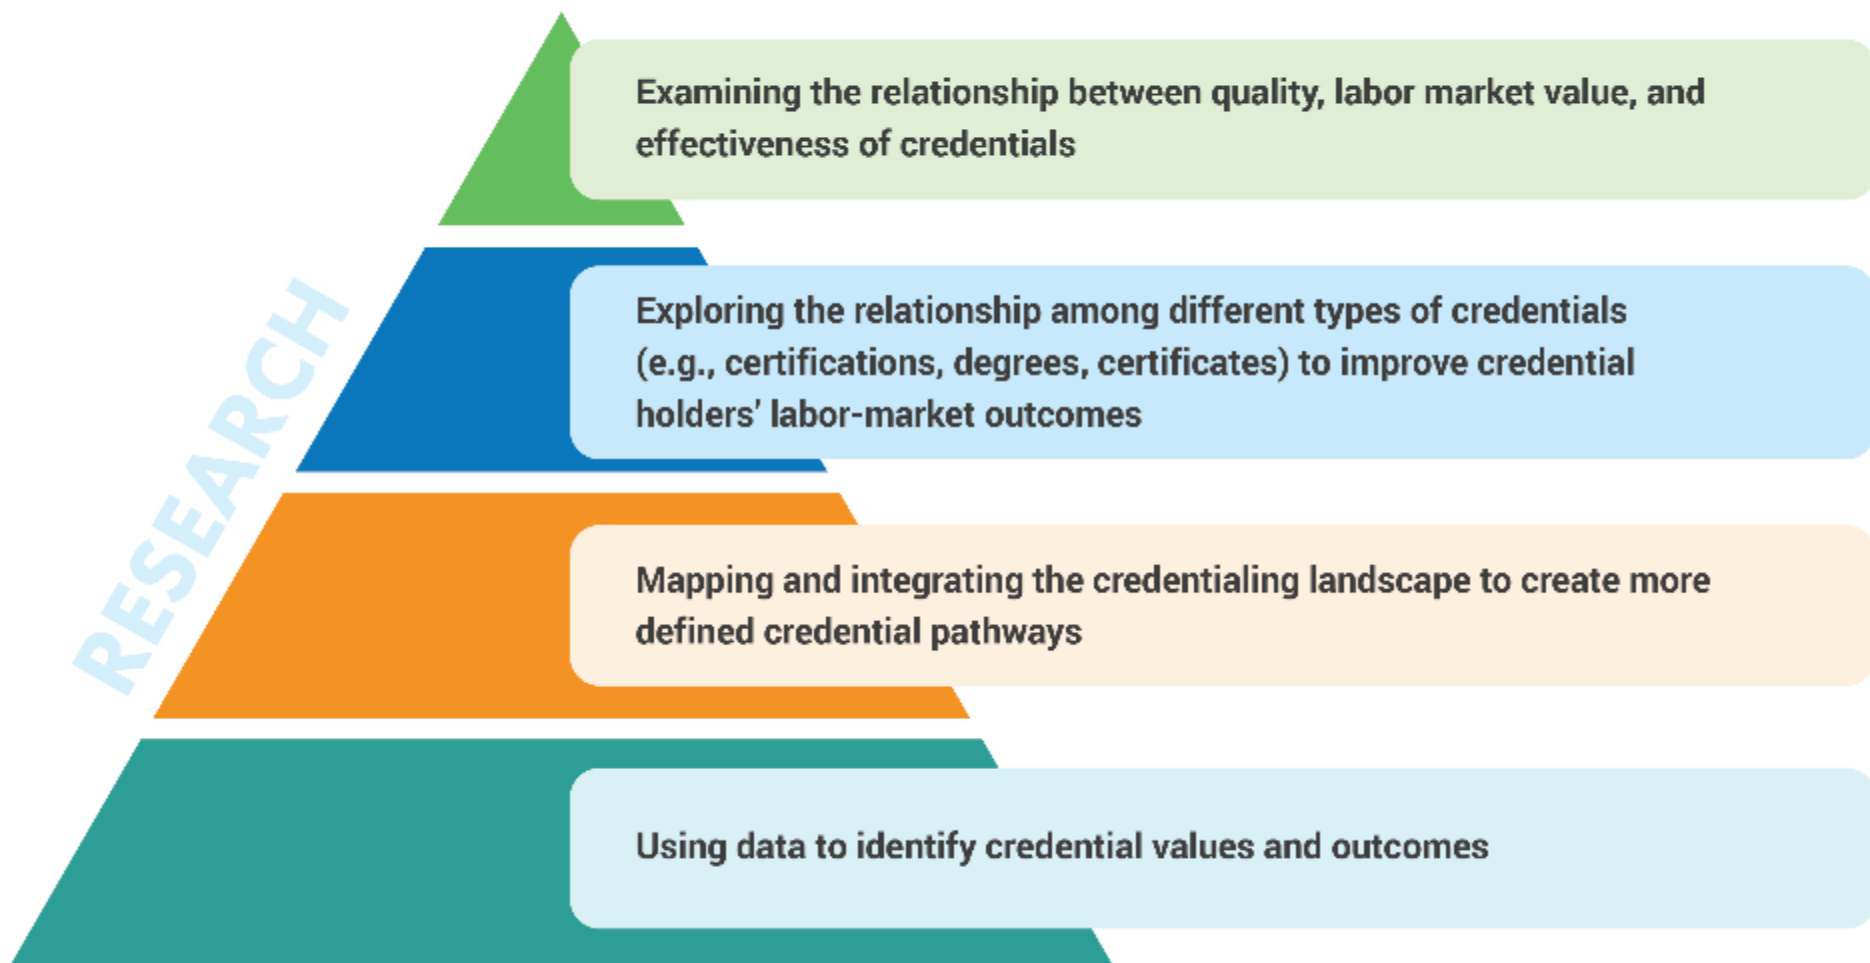 Examining the relationship between quality, labor market value, and
effectiveness of credentials
Exploring the relationship among different types of credentials
(e.g., certifications, degrees, certificates) to improve credential
holders’ labor-market outcomes
RESEARCH
Mapping and integrating the credentialing landscape to create more
defined credential pathways
Using data to identify credential values and outcomes